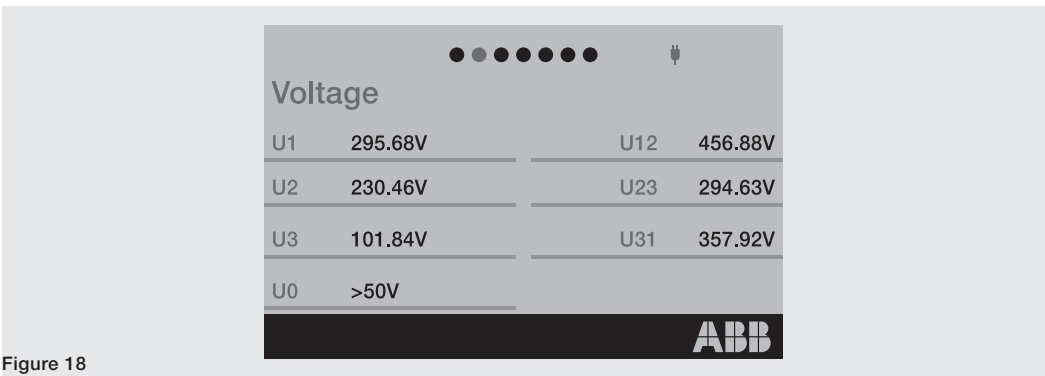 Voltage
U1 295.68V U12 456.88V
U2 230.46V U23 294.63V
U3 101.84V U31 357.92V
U0 >50V
ABB
Figure 18